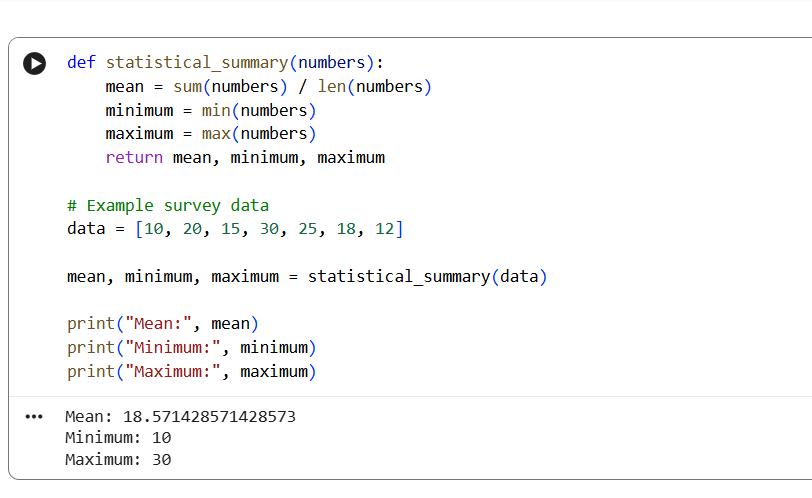 def statistical_summary(numbers):
    mean = sum(numbers) / len(numbers)
    minimum = min(numbers)
    maximum = max(numbers)
    return mean, minimum, maximum

# Example survey data
data = [10, 20, 15, 30, 25, 18, 12]

mean, minimum, maximum = statistical_summary(data)

print("Mean:", mean)
print("Minimum:", minimum)
print("Maximum:", maximum)
Mean: 18.571428571428573
Minimum: 10
Maximum: 30